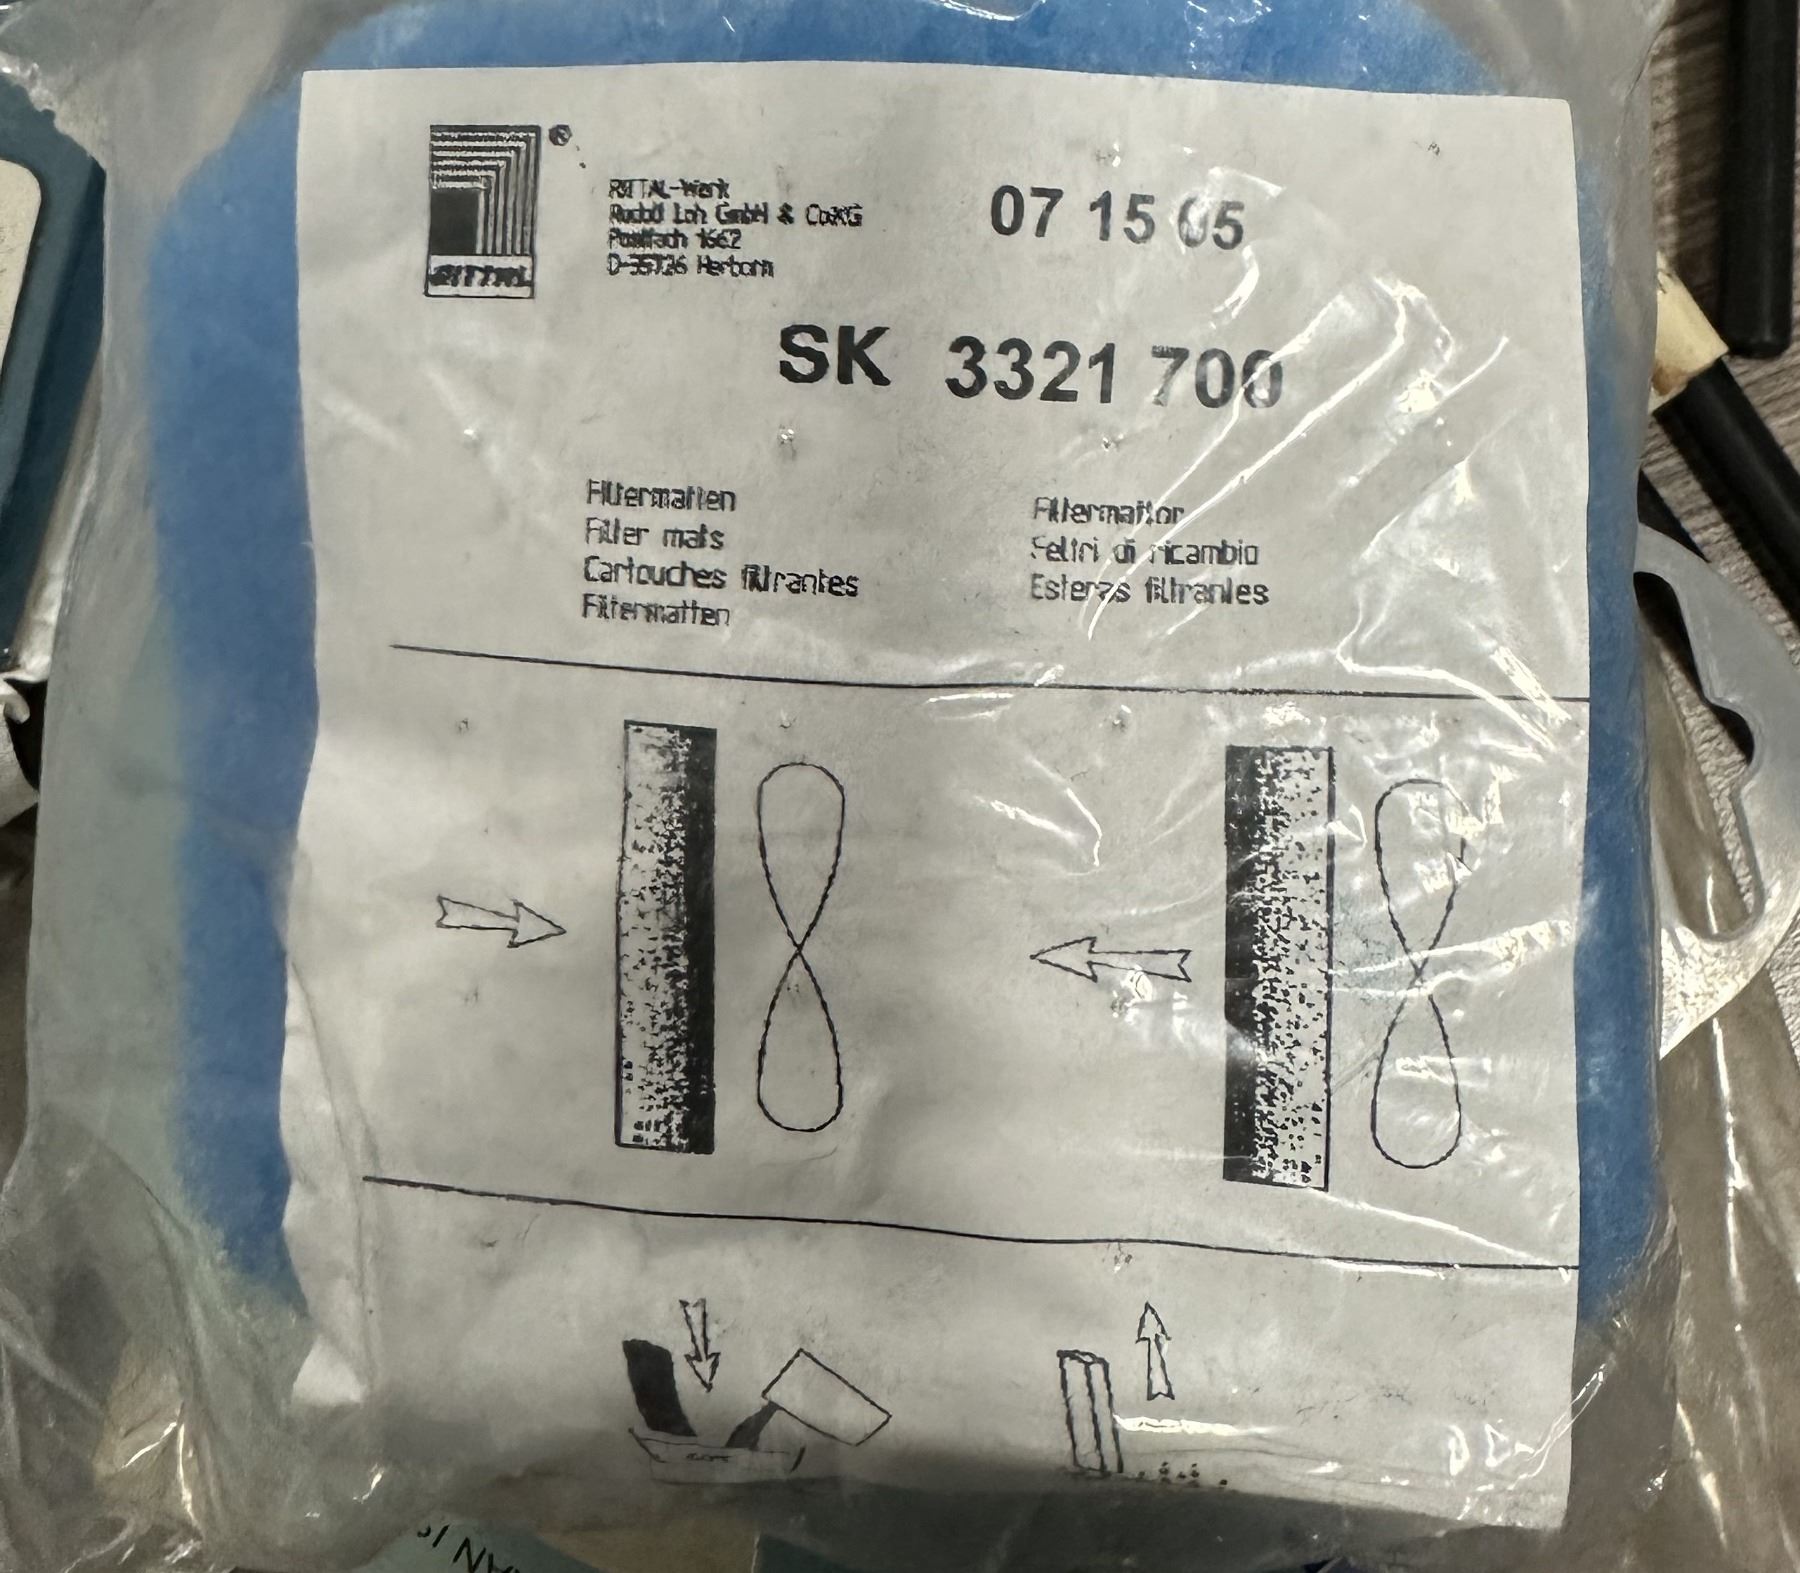 ®
RITTAL
RITTAL-Werk
Rudolf Loh GmbH & Co.KG
Postfach 1662
D-35726 Herborn
07 15 05
SK 3321 700
Filtermatten
Filter mats
Cartouches filtrantes
Filtermatten
Filtermattor
Feltri di ricambio
Esteras filtrantes